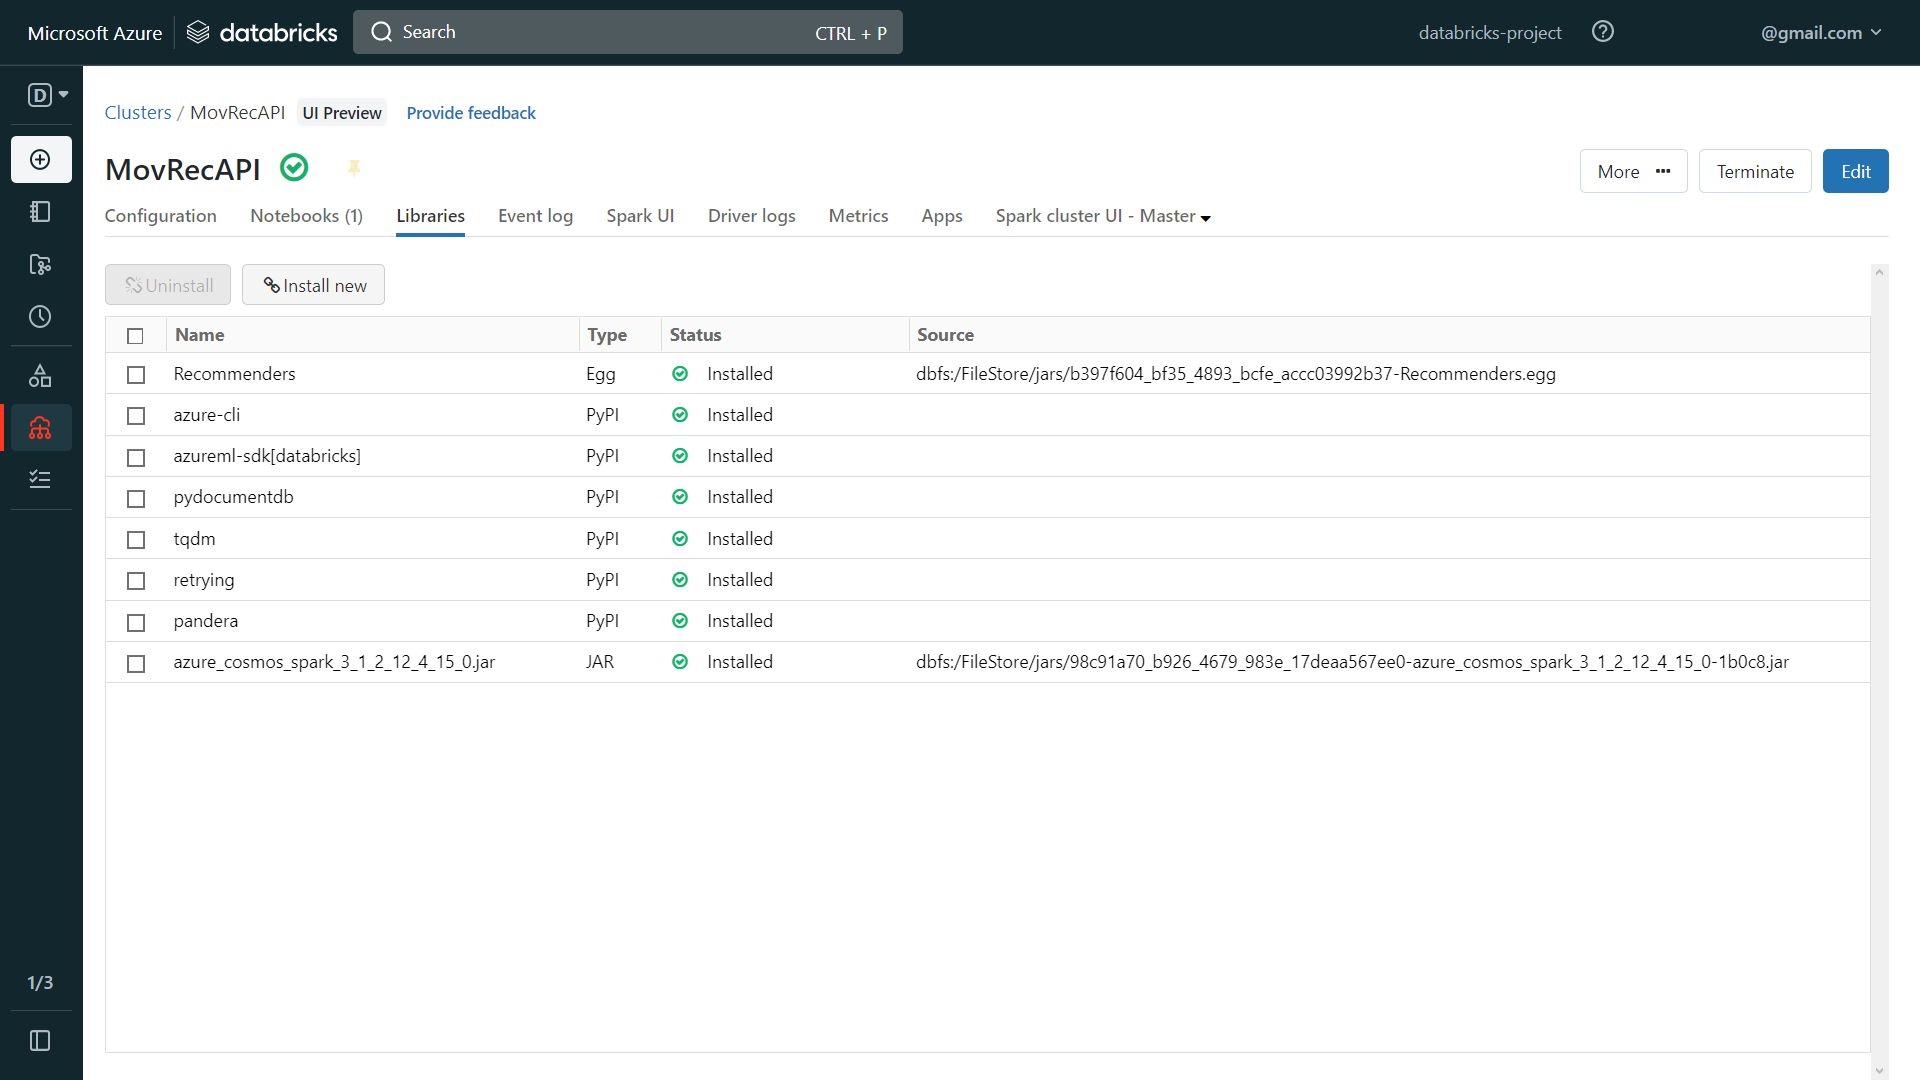 Microsoft Azure databricks Search CTRL + P databricks-project @gmail.com
D
Clusters / MovRecAPI UI Preview Provide feedback
MovRecAPI More ··· Terminate Edit
Configuration Notebooks (1) Libraries Event log Spark UI Driver logs Metrics Apps Spark cluster UI - Master
Uninstall Install new
Name Type Status Source
Recommenders Egg Installed dbfs:/FileStore/jars/b397f604_bf35_4893_bcfe_accc03992b37-Recommenders.egg
azure-cli PyPI Installed
azureml-sdk[databricks] PyPI Installed
pydocumentdb PyPI Installed
tqdm PyPI Installed
retrying PyPI Installed
pandera PyPI Installed
azure_cosmos_spark_3_1_2_12_4_15_0.jar JAR Installed dbfs:/FileStore/jars/98c91a70_b926_4679_983e_17deaa567ee0-azure_cosmos_spark_3_1_2_12_4_15_0-1b0c8.jar
1/3